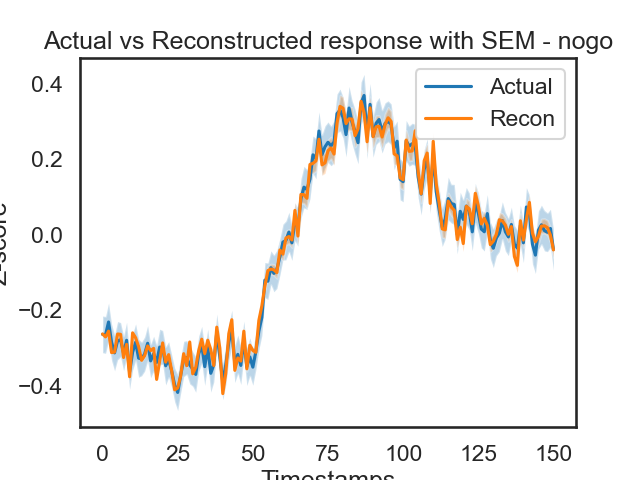 Actual vs Reconstructed response with SEM - nogo
Actual
Recon
0.4
0.2
0.0
−0.2
−0.4
Z-score
0 25 50 75 100 125 150
Timestamps